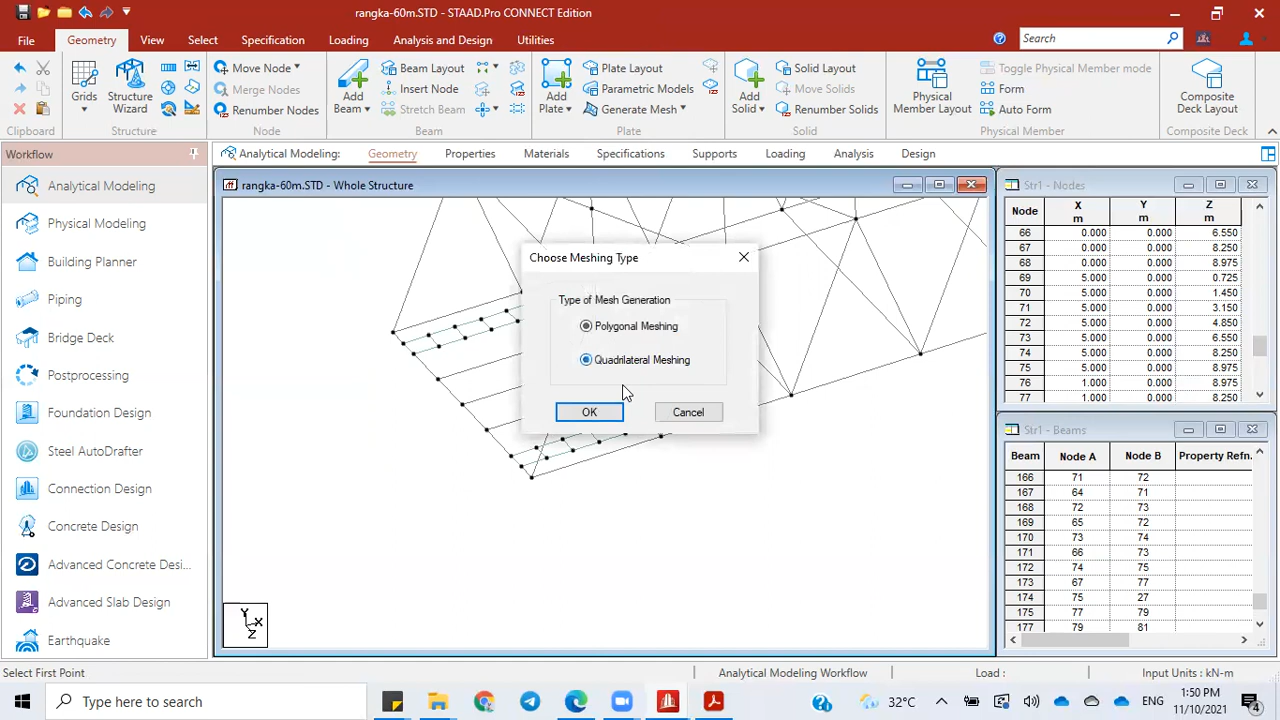 rangka-60m.STD - STAAD.Pro CONNECT Edition
File Geometry View Select Specification Loading Analysis and Design Utilities Search
Grids Structure Wizard Move Node Merge Nodes Renumber Nodes
Add Beam Beam Layout Insert Node Stretch Beam
Add Plate Plate Layout Parametric Models Generate Mesh
Add Solid Solid Layout Move Solids Renumber Solids
Physical Member Layout Toggle Physical Member mode Form Auto Form
Composite Deck Layout
Clipboard Structure Node Beam Plate Solid Physical Member Composite Deck
Workflow
Analytical Modeling: Geometry Properties Materials Specifications Supports Loading Analysis Design
Analytical Modeling
Physical Modeling
Building Planner
Piping
Bridge Deck
Postprocessing
Foundation Design
Steel AutoDrafter
Connection Design
Concrete Design
Advanced Concrete Desi...
Advanced Slab Design
Earthquake
rangka-60m.STD - Whole Structure
Choose Meshing Type
Type of Mesh Generation
Polygonal Meshing
Quadrilateral Meshing
OK Cancel
Y
X
Z
Str1 - Nodes
Node X m Y m Z m
66 0.000 0.000 6.550
67 0.000 0.000 8.250
68 0.000 0.000 8.975
69 5.000 0.000 0.725
70 5.000 0.000 1.450
71 5.000 0.000 3.150
72 5.000 0.000 4.850
73 5.000 0.000 6.550
74 5.000 0.000 8.250
75 5.000 0.000 8.975
76 1.000 0.000 8.975
77 1.000 0.000 8.250
Str1 - Beams
Beam Node A Node B Property Refn.
166 71 72
167 64 71
168 72 73
169 65 72
170 73 74
171 66 73
172 74 75
173 67 77
174 75 27
175 77 79
177 79 81
Select First Point Analytical Modeling Workflow Load : Input Units : kN-m
Type here to search 32°C ENG 1:50 PM
11/10/2021
4